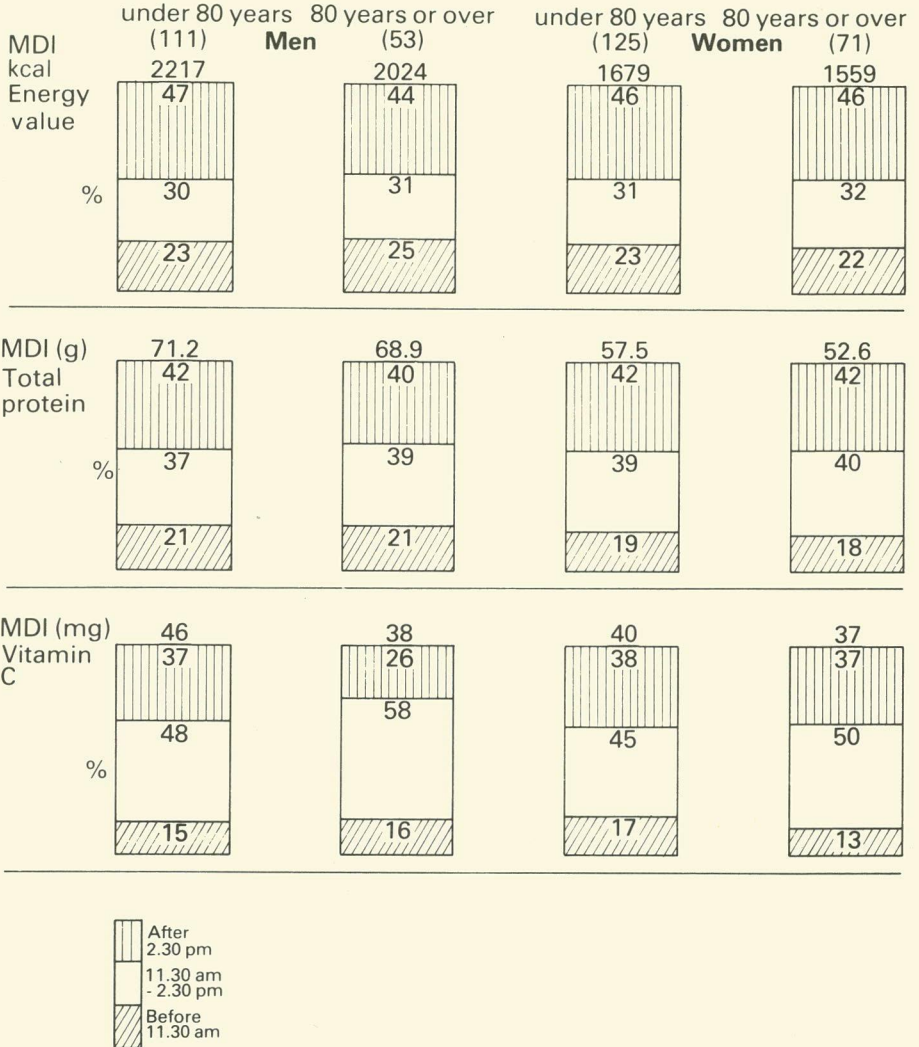 under 80 years 80 years or over under 80 years 80 years or over
MDI (111) Men (53) (125) Women (71)
kcal 2217 2024 1679 1559
Energy 47 44 46 46
value
% 30 31 31 32
23 25 23 22
MDI (g) 71.2 68.9 57.5 52.6
Total 42 40 42 42
protein
% 37 39 39 40
21 21 19 18
MDI (mg) 46 38 40 37
Vitamin 37 26 38 37
C
48 58 45 50
%
15 16 17 13
After
2.30 pm
11.30 am
- 2.30 pm
Before
11.30 am